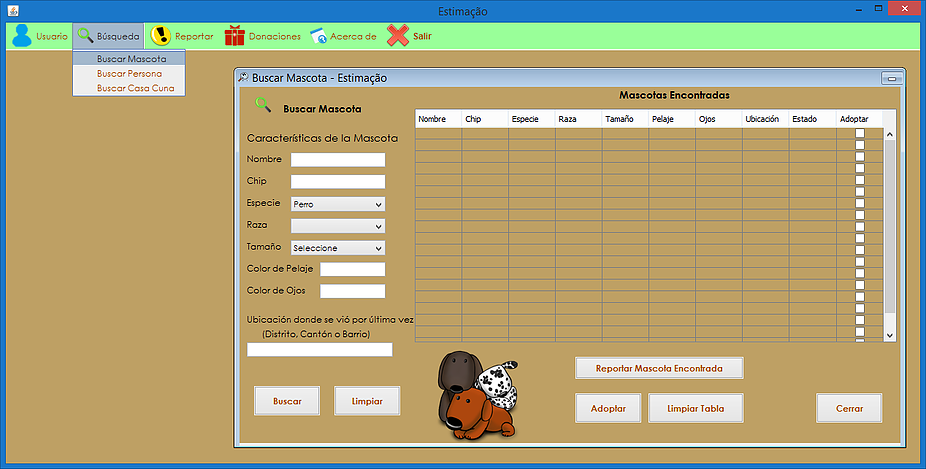 Estimação
Usuario Búsqueda Reportar Donaciones Acerca de Salir
Buscar Mascota
Buscar Persona
Buscar Casa Cuna
Buscar Mascota - Estimação
Buscar Mascota
Características de la Mascota
Nombre
Chip
Especie Perro
Raza
Tamaño Seleccione
Color de Pelaje
Color de Ojos
Ubicación donde se vió por última vez
(Distrito, Cantón o Barrio)
Buscar Limpiar
Mascotas Encontradas
Nombre Chip Especie Raza Tamaño Pelaje Ojos Ubicación Estado Adoptar
Reportar Mascota Encontrada
Adoptar Limpiar Tabla Cerrar